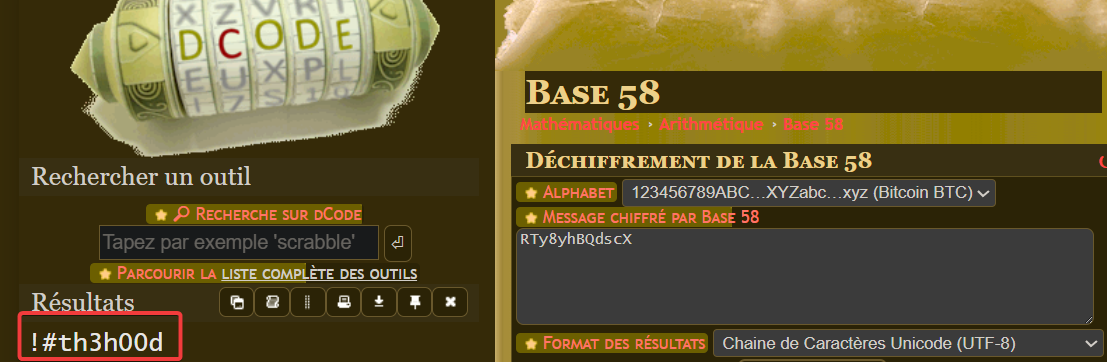 X Z V R T
D C O D E
E U X P L
Rechercher un outil
Recherche sur dCode
Tapez par exemple 'scrabble'
Parcourir la liste complète des outils
Résultats
!#th3h00d
Base 58
Mathématiques › Arithmétique › Base 58
Déchiffrement de la Base 58
Alphabet 123456789ABC...XYZabc...xyz (Bitcoin BTC)
Message chiffré par Base 58
RTy8yhBQdscX
Format des résultats Chaine de Caractères Unicode (UTF-8)